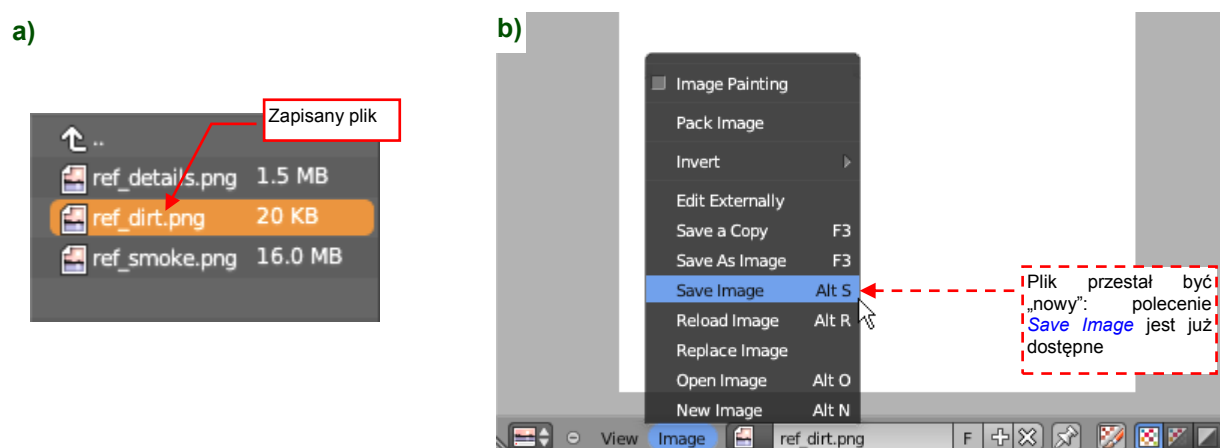 a)
Zapisany plik
..
ref_details.png 1.5 MB
ref_dirt.png 20 KB
ref_smoke.png 16.0 MB
b)
Image Painting
Pack Image
Invert
Edit Externally
Save a Copy F3
Save As Image F3
Save Image Alt S
Reload Image Alt R
Replace Image
Open Image Alt O
New Image Alt N
Plik przestał być
„nowy”: polecenie
Save Image jest już
dostępne
View Image ref_dirt.png F